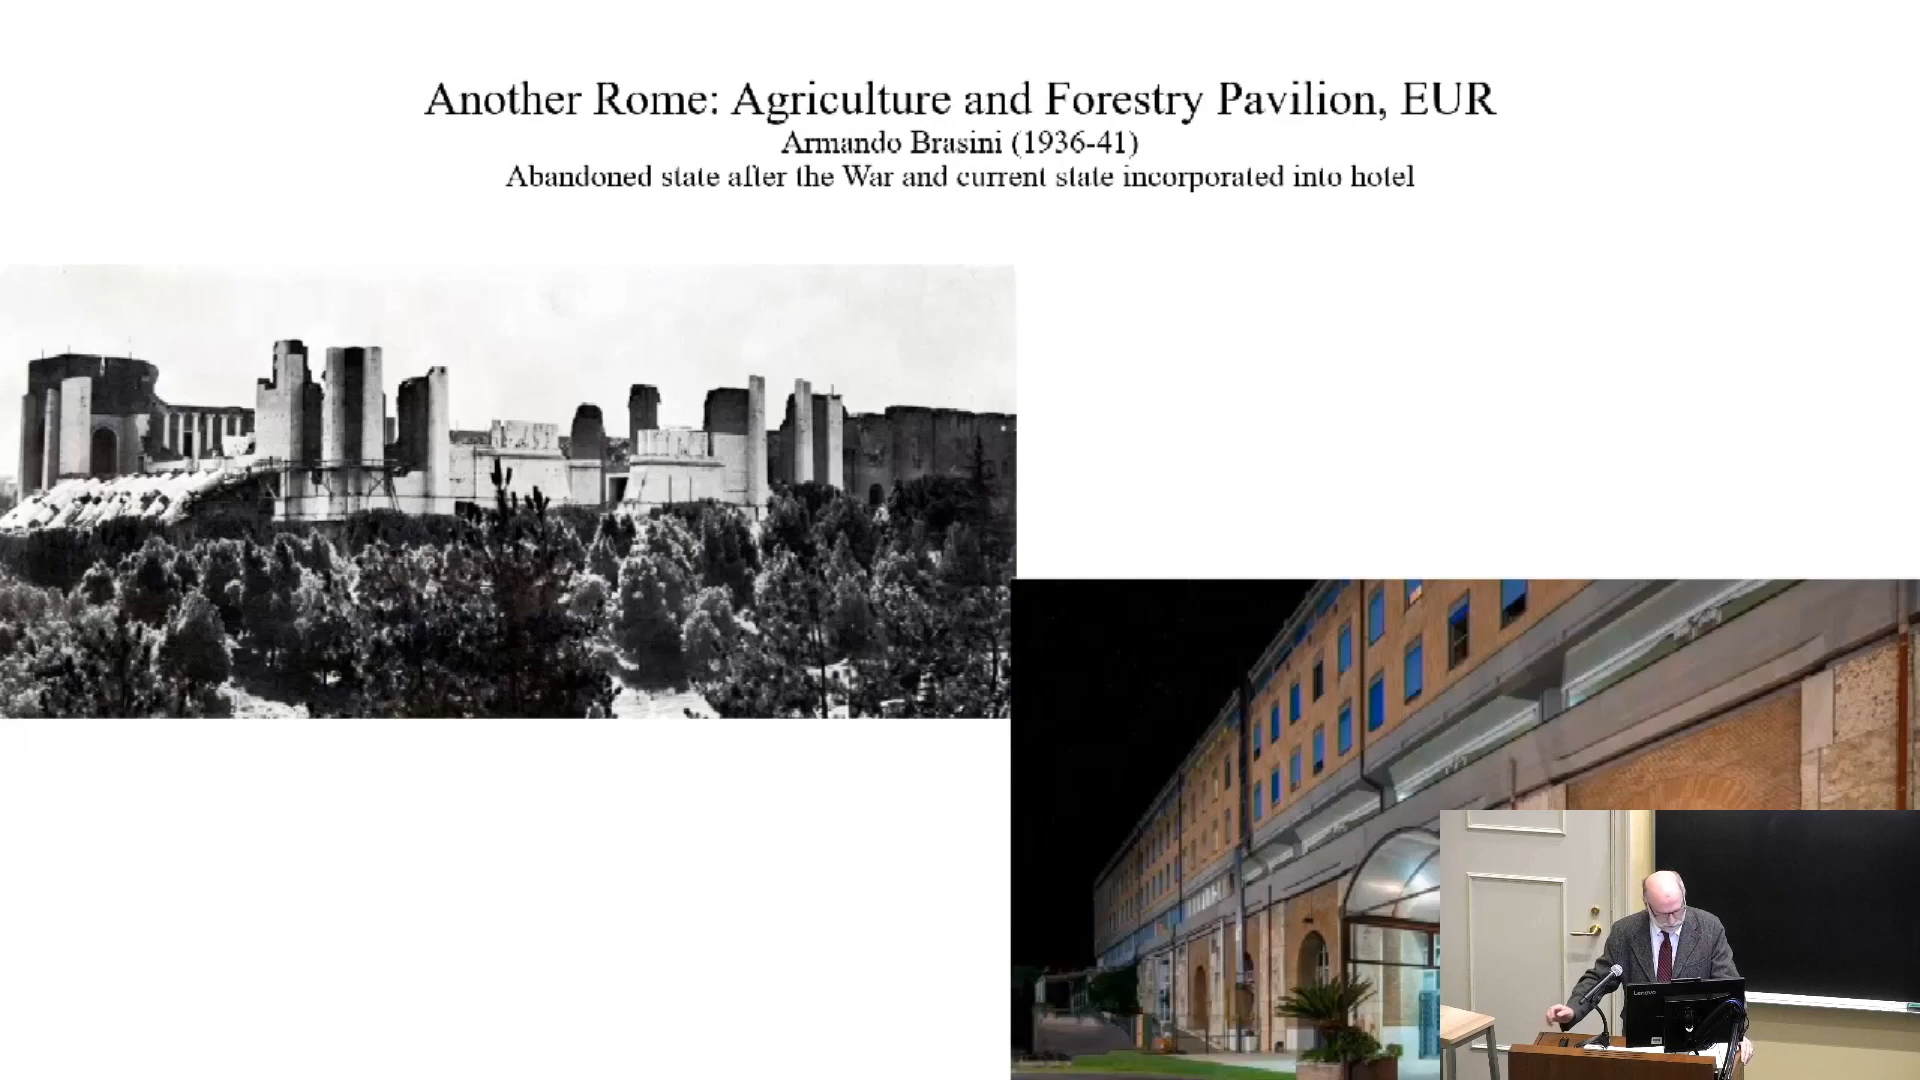 Another Rome: Agriculture and Forestry Pavilion, EUR
Armando Brasini (1936-41)
Abandoned state after the War and current state incorporated into hotel
Lenovo